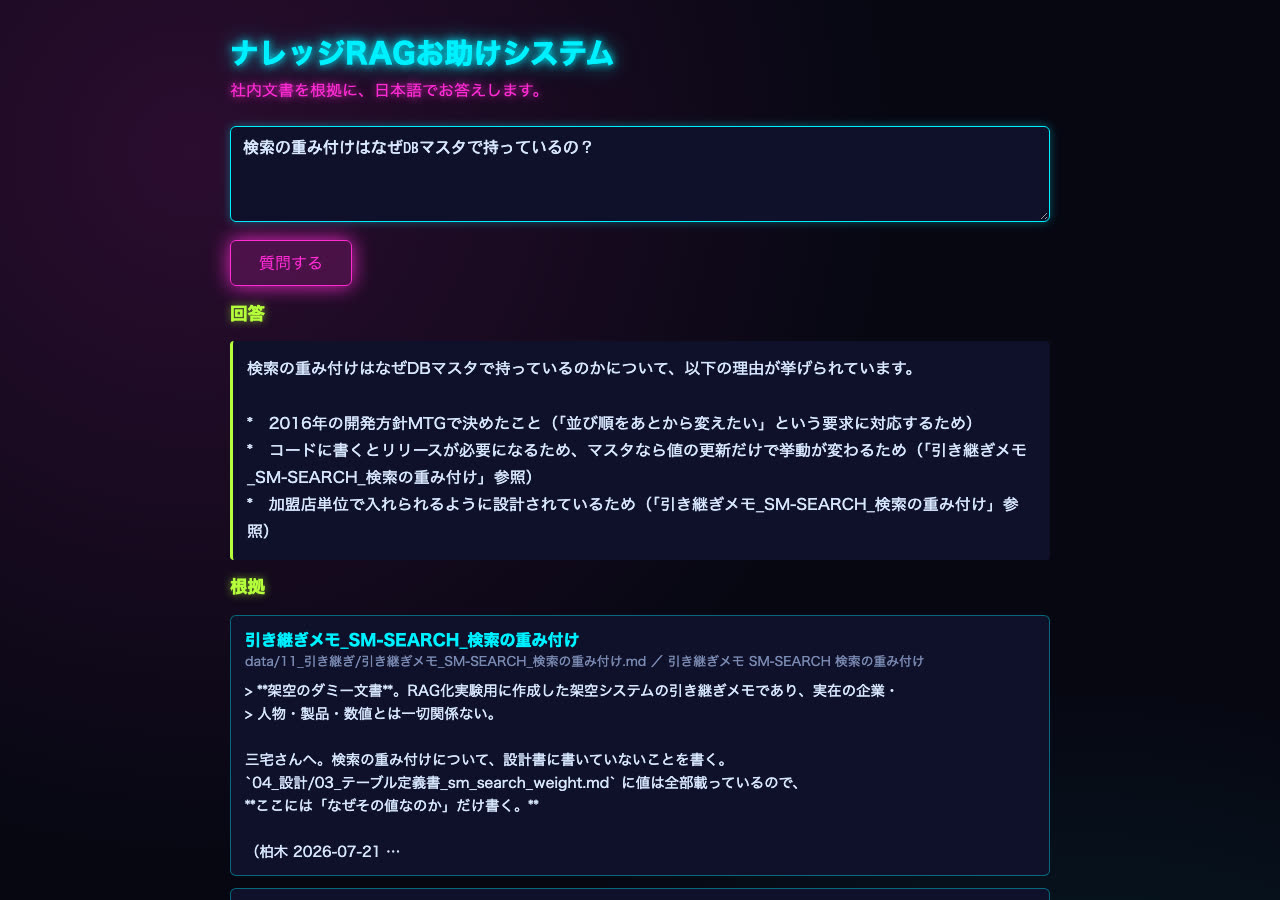 ナレッジRAGお助けシステム
社内文書を根拠に、日本語でお答えします。
検索の重み付けはなぜDBマスタで持っているの？
質問する
回答
検索の重み付けはなぜDBマスタで持っているのかについて、以下の理由が挙げられています。
* 2016年の開発方針MTGで決めたこと（「並び順をあとから変えたい」という要求に対応するため）
* コードに書くとリリースが必要になるため、マスタなら値の更新だけで挙動が変わるため（「引き継ぎメモ
_SM-SEARCH_検索の重み付け」参照）
* 加盟店単位で入れられるように設計されているため（「引き継ぎメモ_SM-SEARCH_検索の重み付け」参
照）
根拠
引き継ぎメモ_SM-SEARCH_検索の重み付け
data/11_引き継ぎ/引き継ぎメモ_SM-SEARCH_検索の重み付け.md ／ 引き継ぎメモ SM-SEARCH 検索の重み付け
> **架空のダミー文書**。RAG化実験用に作成した架空システムの引き継ぎメモであり、実在の企業・
> 人物・製品・数値とは一切関係ない。
三宅さんへ。検索の重み付けについて、設計書に書いていないことを書く。
`04_設計/03_テーブル定義書_sm_search_weight.md` に値は全部載っているので、
**ここには「なぜその値なのか」だけ書く。**
（柏木 2026-07-21 …